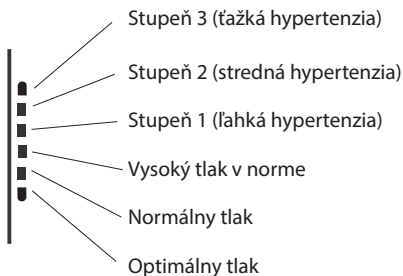 Stupeň 3 (ťažká hypertenzia)
Stupeň 2 (stredná hypertenzia)
Stupeň 1 (ľahká hypertenzia)
Vysoký tlak v norme
Normálny tlak
Optimálny tlak